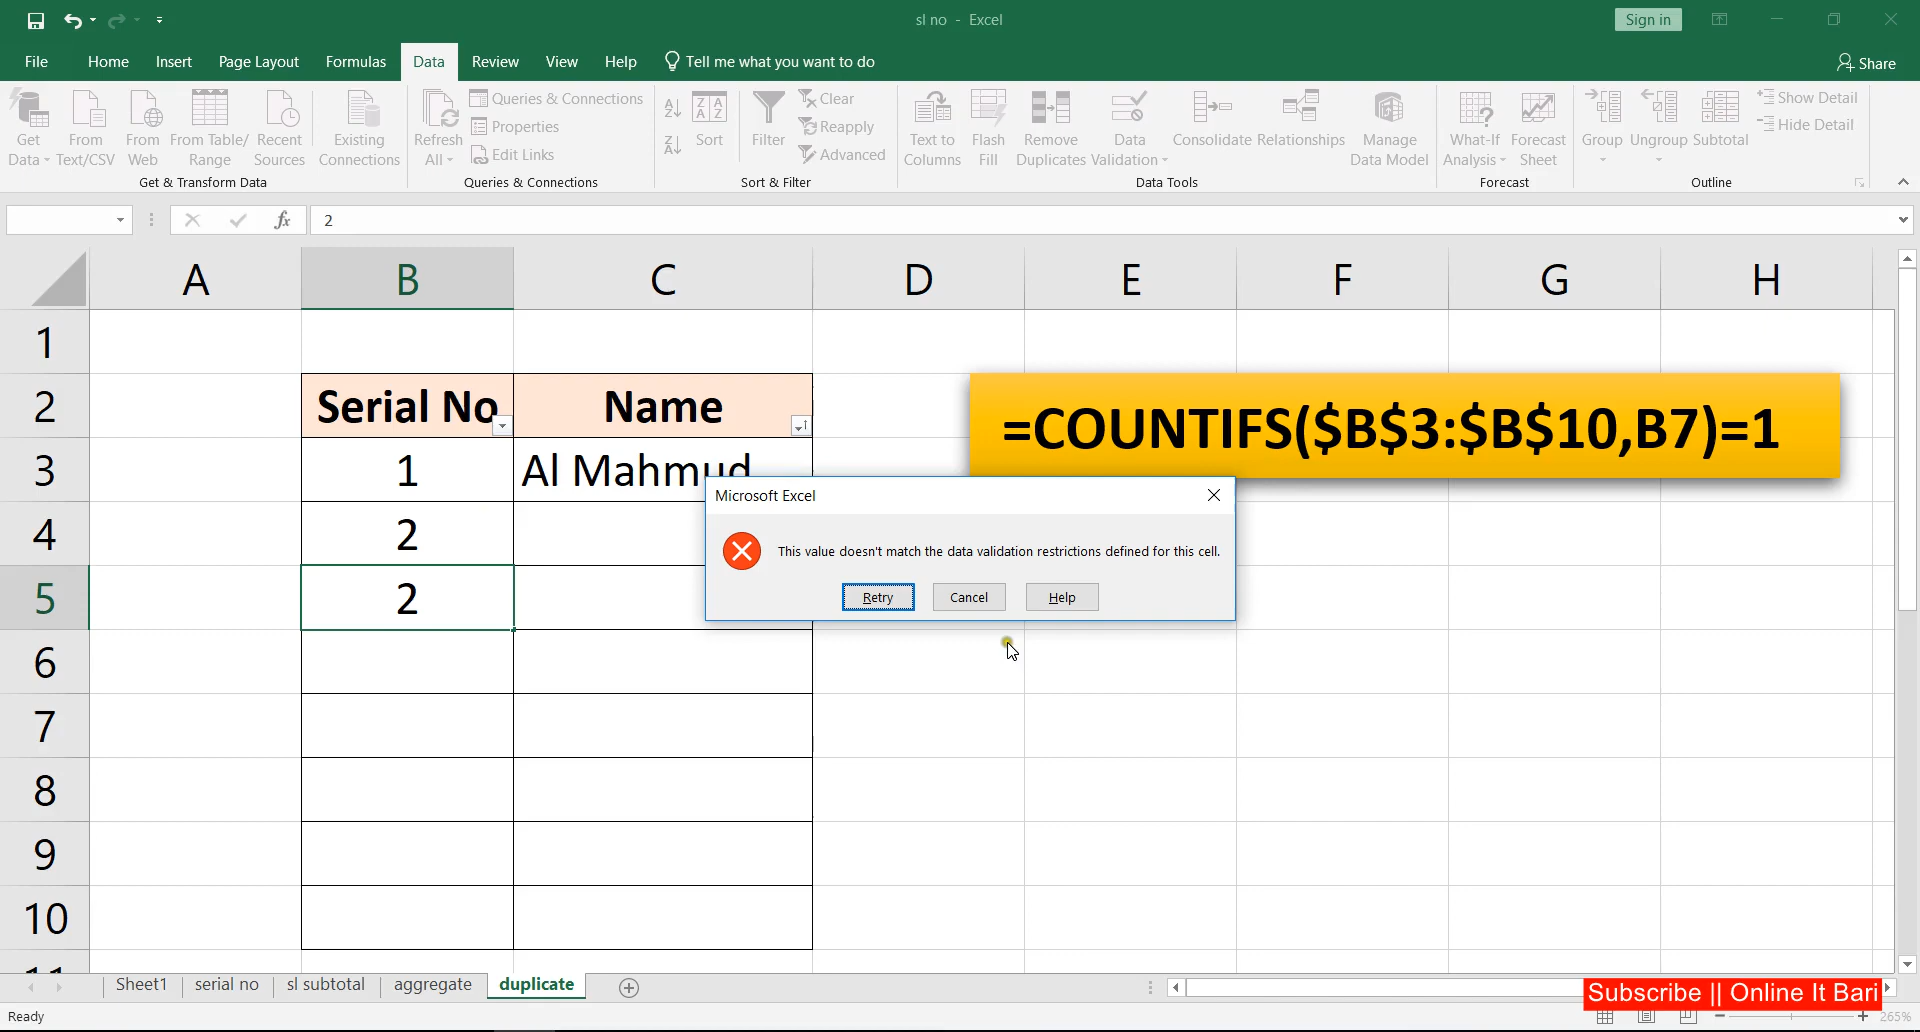 sl no - Excel
Sign in
File Home Insert Page Layout Formulas Data Review View Help Tell me what you want to do Share
Get Data
From Text/CSV
From Web
From Table/ Range
Recent Sources
Existing Connections
Get & Transform Data
Refresh All
Queries & Connections
Properties
Edit Links
Queries & Connections
Sort
Filter
Clear
Reapply
Advanced
Sort & Filter
Text to Columns
Flash Fill
Remove Duplicates
Data Validation
Consolidate
Relationships
Manage Data Model
Data Tools
What-If Analysis
Forecast Sheet
Forecast
Group
Ungroup
Subtotal
Show Detail
Hide Detail
Outline
fx 2
A B C D E F G H
1
2 Serial No Name
=COUNTIFS($B$3:$B$10,B7)=1
3 1 Al Mahmud
4 2
5 2
6
7
8
9
10
11
Microsoft Excel
This value doesn't match the data validation restrictions defined for this cell.
Retry Cancel Help
Sheet1 serial no sl subtotal aggregate duplicate
Subscribe || Online It Bari
Ready
265%